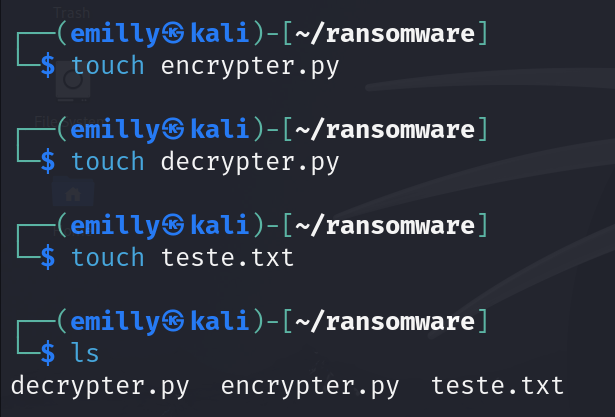 Trash
┌──(emilly㉿kali)-[~/ransomware]
└─$ touch encrypter.py
File System
┌──(emilly㉿kali)-[~/ransomware]
└─$ touch decrypter.py
┌──(emilly㉿kali)-[~/ransomware]
└─$ touch teste.txt
┌──(emilly㉿kali)-[~/ransomware]
└─$ ls
decrypter.py  encrypter.py  teste.txt